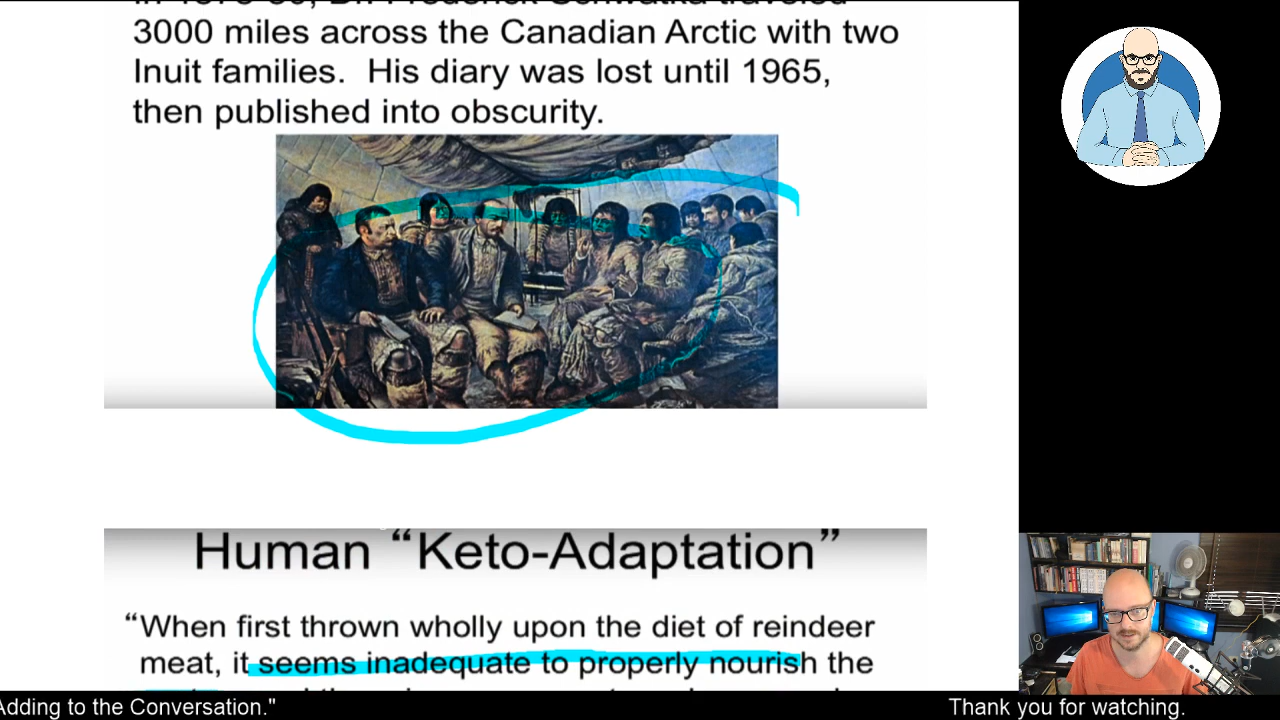 3000 miles across the Canadian Arctic with two
Inuit families.  His diary was lost until 1965,
then published into obscurity.
Human “Keto-Adaptation”
“When first thrown wholly upon the diet of reindeer
meat, it seems inadequate to properly nourish the
Adding to the Conversation."
Thank you for watching.